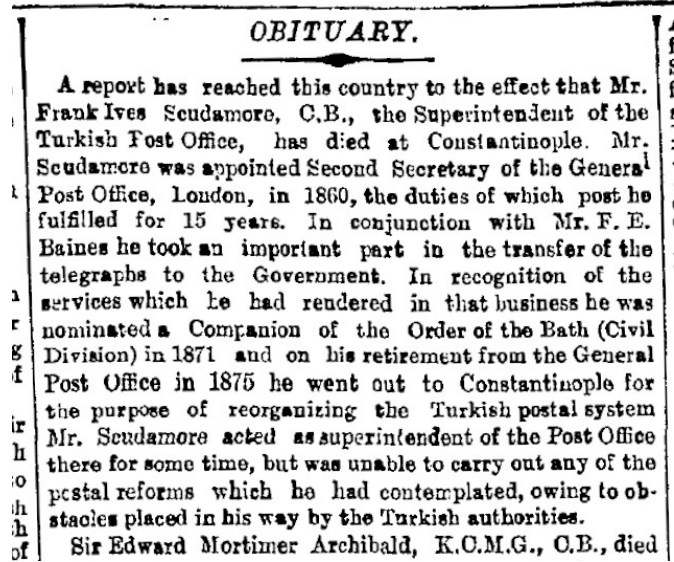 OBITUARY.
A report has reached this country to the effect that Mr.
Frank Ives Scudamore, C.B., the Superintendent of the
Turkish Post Office, has died at Constantinople. Mr.
Scudamore was appointed Second Secretary of the General
Post Office, London, in 1860, the duties of which post he
fulfilled for 15 years. In conjunction with Mr. F. E.
Baines he took an important part in the transfer of the
telegraphs to the Government. In recognition of the
services which he had rendered in that business he was
nominated a Companion of the Order of the Bath (Civil
Division) in 1871 and on his retirement from the General
Post Office in 1875 he went out to Constantinople for
the purpose of reorganizing the Turkish postal system
Mr. Scudamore acted as superintendent of the Post Office
there for some time, but was unable to carry out any of the
postal reforms which he had contemplated, owing to ob-
stacles placed in his way by the Turkish authorities.
Sir Edward Mortimer Archibald, K.C.M.G., C.B., died